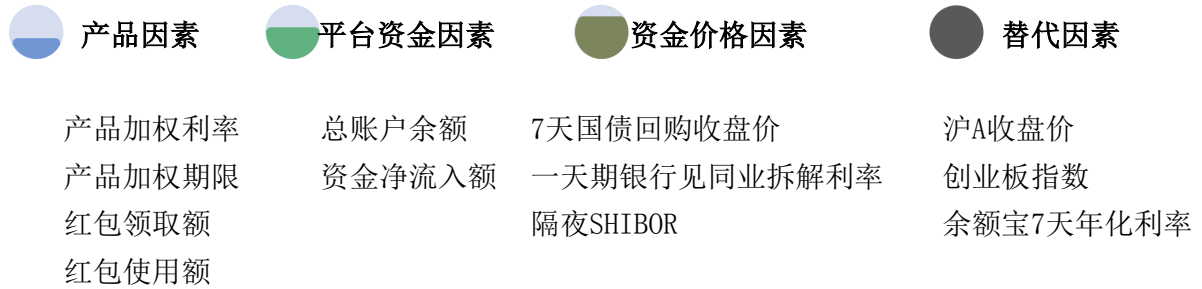 产品因素
平台资金因素
资金价格因素
替代因素
产品加权利率
产品加权期限
红包领取额
红包使用额
总账户余额
资金净流入额
7天国债回购收盘价
一天期银行见同业拆解利率
隔夜SHIBOR
沪A收盘价
创业板指数
余额宝7天年化利率